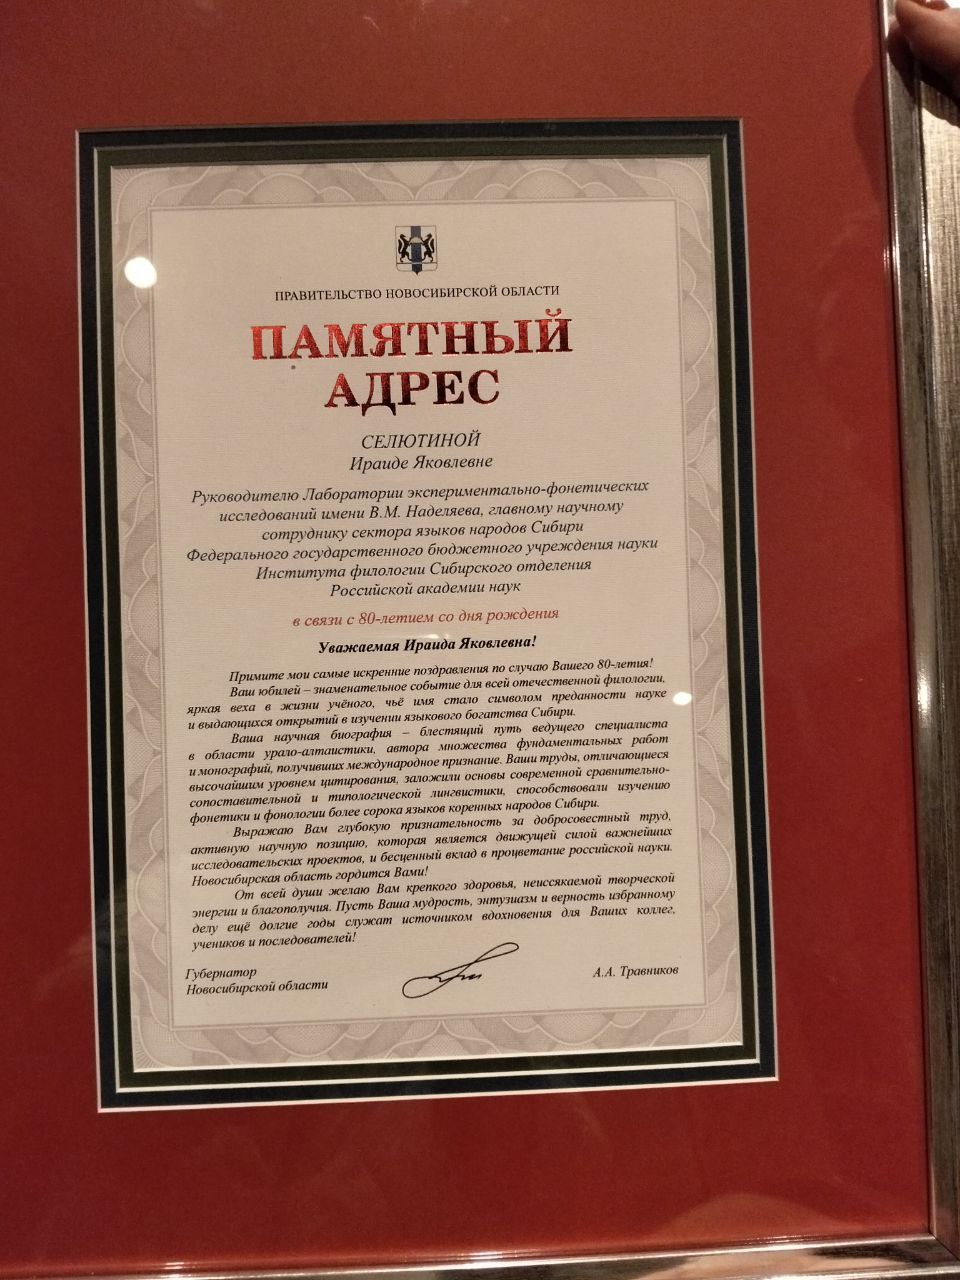 ПРАВИТЕЛЬСТВО НОВОСИБИРСКОЙ ОБЛАСТИ
ПАМЯТНЫЙ
АДРЕС
СЕЛЮТИНОЙ
Ираиде Яковлевне
Руководителю Лаборатории экспериментально-фонетических
исследований имени В.М. Наделяева, главному научному
сотруднику сектора языков народов Сибири
Федерального государственного бюджетного учреждения науки
Института филологии Сибирского отделения
Российской академии наук
в связи с 80-летием со дня рождения
Уважаемая Ираида Яковлевна!
Примите мои самые искренние поздравления по случаю Вашего 80-летия!
Ваш юбилей – знаменательное событие для всей отечественной филологии,
яркая веха в жизни учёного, чьё имя стало символом преданности науке
и выдающихся открытий в изучении языкового богатства Сибири.
Ваша научная биография – блестящий путь ведущего специалиста
в области урало-алтаистики, автора множества фундаментальных работ
и монографий, получивших международное признание. Ваши труды, отличающиеся
высочайшим уровнем цитирования, заложили основы современной сравнительно-
сопоставительной и типологической лингвистики, способствовали изучению
фонетики и фонологии более сорока языков коренных народов Сибири.
Выражаю Вам глубокую признательность за добросовестный труд,
активную научную позицию, которая является движущей силой важнейших
исследовательских проектов, и бесценный вклад в процветание российской науки.
Новосибирская область гордится Вами!
От всей души желаю Вам крепкого здоровья, неиссякаемой творческой
энергии и благополучия. Пусть Ваша мудрость, энтузиазм и верность избранному
делу ещё долгие годы служат источником вдохновения для Ваших коллег,
учеников и последователей!
Губернатор
Новосибирской области
А.А. Травников